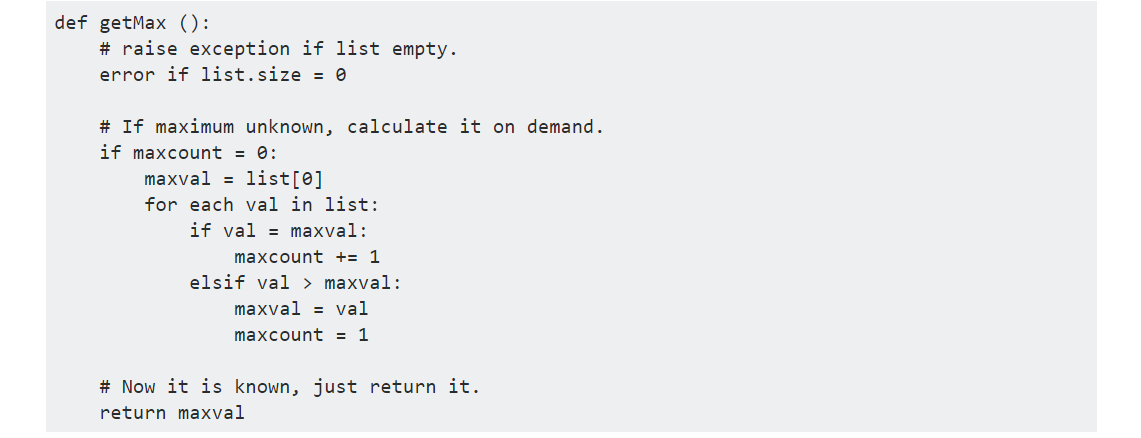 def getMax ():
    # raise exception if list empty.
    error if list.size = 0

    # If maximum unknown, calculate it on demand.
    if maxcount = 0:
        maxval = list[0]
        for each val in list:
            if val = maxval:
                maxcount += 1
            elsif val > maxval:
                maxval = val
                maxcount = 1

    # Now it is known, just return it.
    return maxval